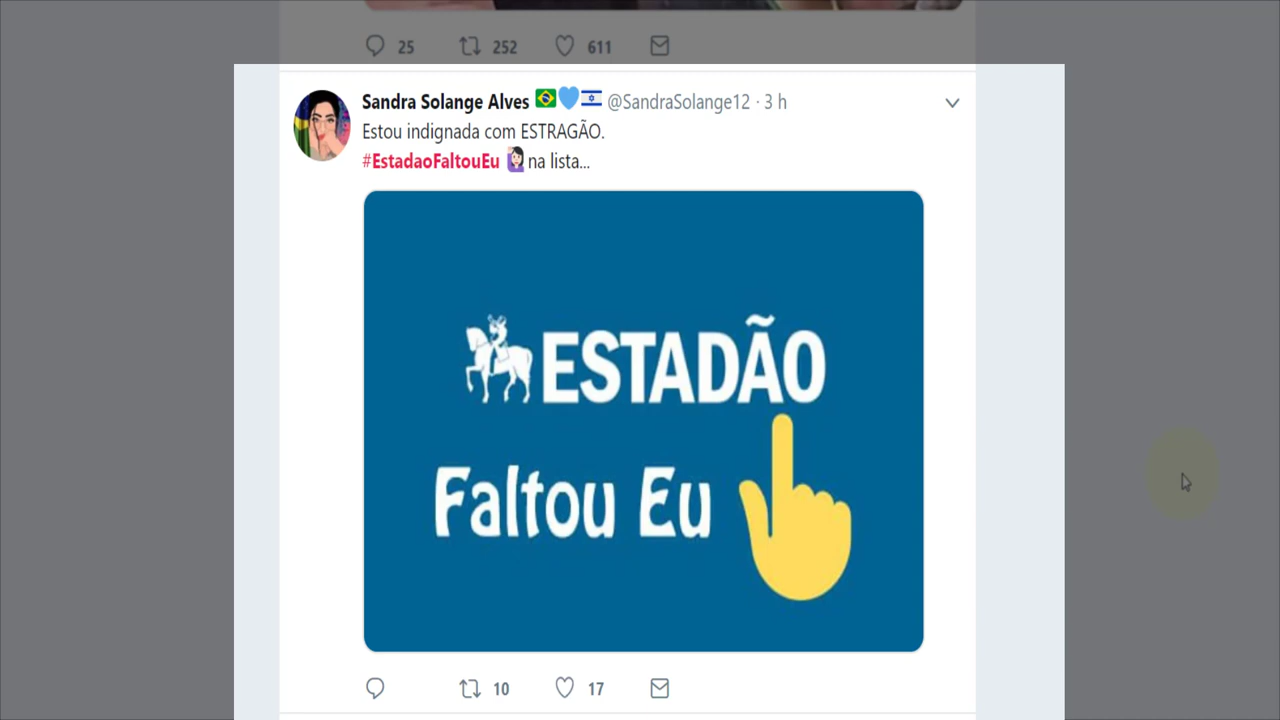 25 252 611
Sandra Solange Alves @SandraSolange12 · 3 h
Estou indignada com ESTRAGÃO.
#EstadaoFaltouEu na lista...
ESTADÃO
Faltou Eu
10 17